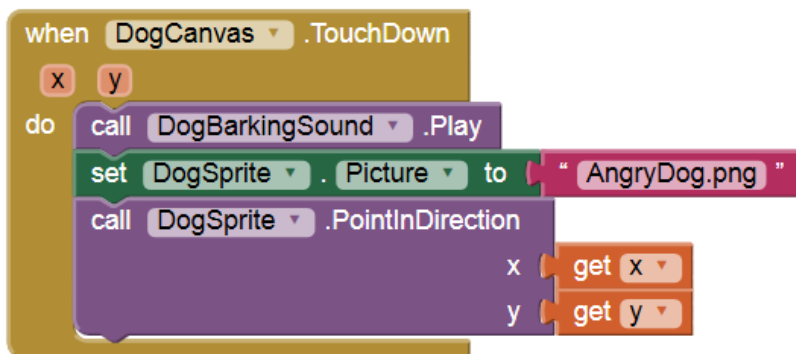 when DogCanvas .TouchDown
x y
do call DogBarkingSound .Play
set DogSprite . Picture to “ AngryDog.png ”
call DogSprite .PointInDirection
x get x
y get y